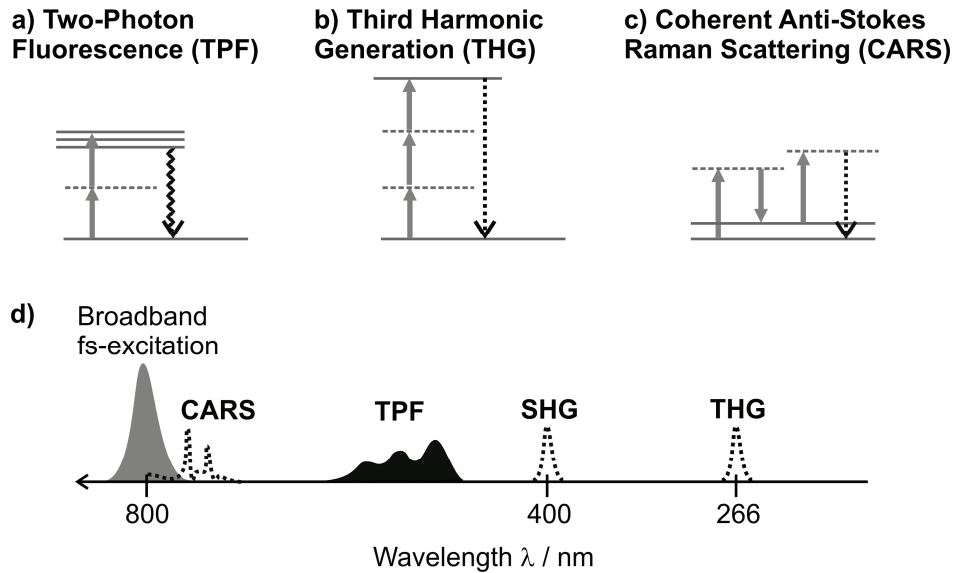 a) Two-Photon
Fluorescence (TPF)
b) Third Harmonic
Generation (THG)
c) Coherent Anti-Stokes
Raman Scattering (CARS)
d)
Broadband
fs-excitation
CARS
TPF
SHG
THG
800
400
266
Wavelength λ / nm